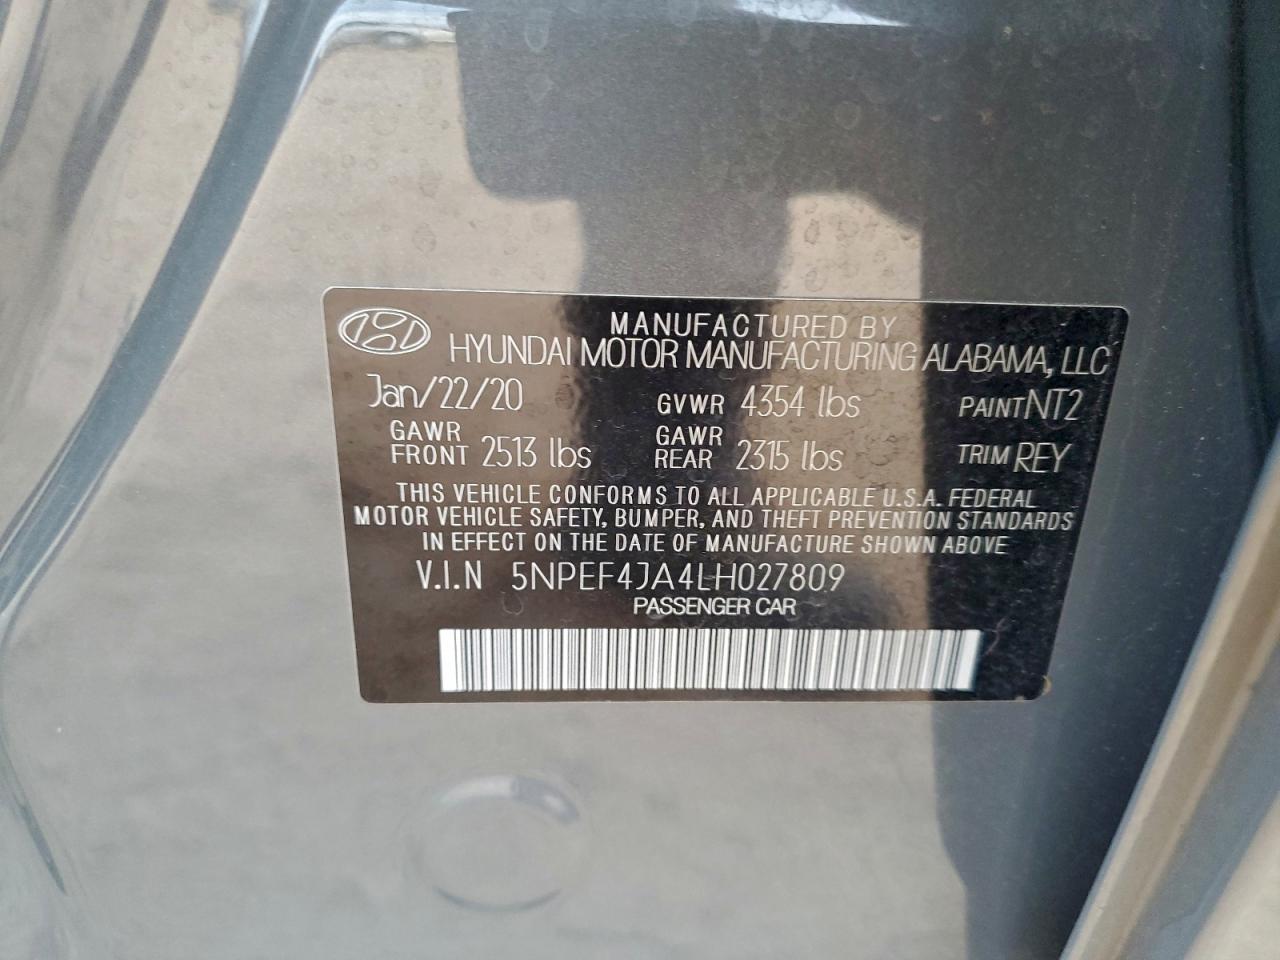 MANUFACTURED BY
HYUNDAI MOTOR MANUFACTURING ALABAMA, LLC
Jan/22/20 GVWR 4354 lbs PAINT NT2
GAWR FRONT 2513 lbs GAWR REAR 2315 lbs TRIM REY
THIS VEHICLE CONFORMS TO ALL APPLICABLE U.S.A. FEDERAL
MOTOR VEHICLE SAFETY, BUMPER, AND THEFT PREVENTION STANDARDS
IN EFFECT ON THE DATE OF MANUFACTURE SHOWN ABOVE
V.I.N 5NPEF4JA4LH027809
PASSENGER CAR